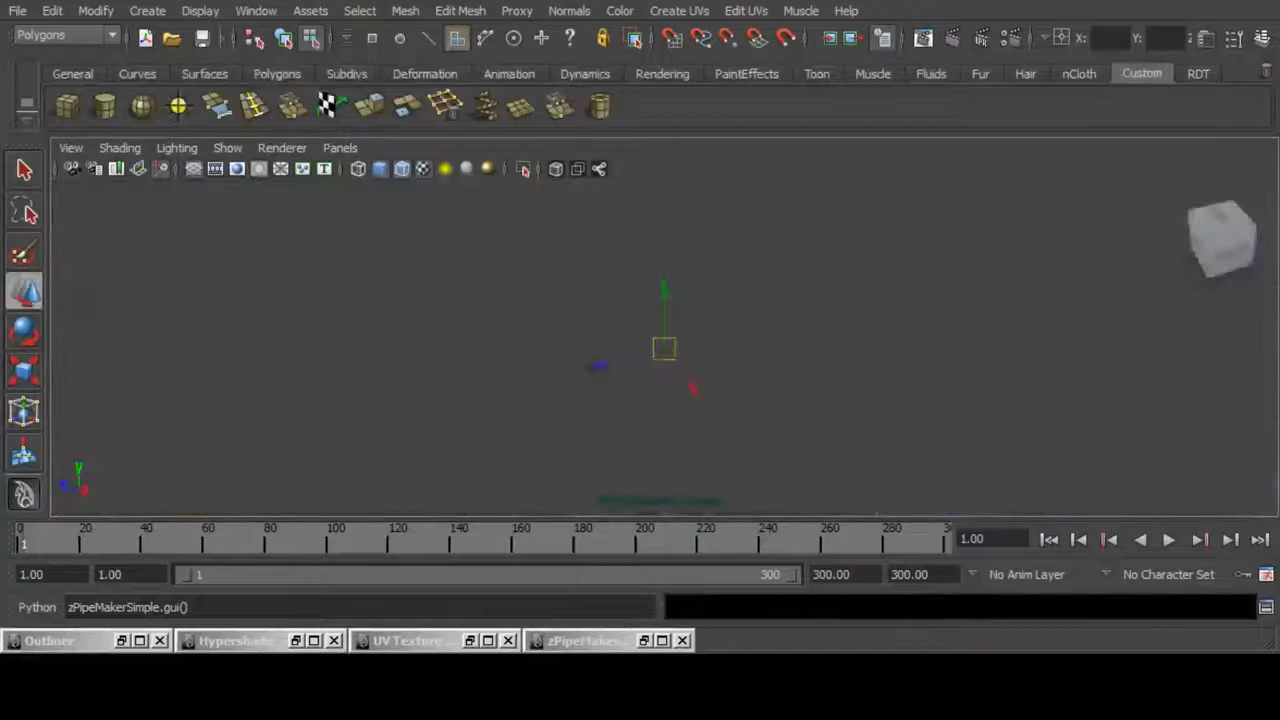 File Edit Modify Create Display Window Assets Select Mesh Edit Mesh Proxy Normals Color Create UVs Edit UVs Muscle Help
Polygons X: Y: Z
General Curves Surfaces Polygons Subdivs Deformation Animation Dynamics Rendering PaintEffects Toon Muscle Fluids Fur Hair nCloth Custom RDT
View Shading Lighting Show Renderer Panels
y
0 20 40 60 80 100 120 140 160 180 200 220 240 260 280
1 1.00
1.00 1.00 1 300 300.00 300.00 No Anim Layer No Character Set
Python zPipeMakerSimple.gui()
Outliner Hypershade UV Texture zPipeMaker